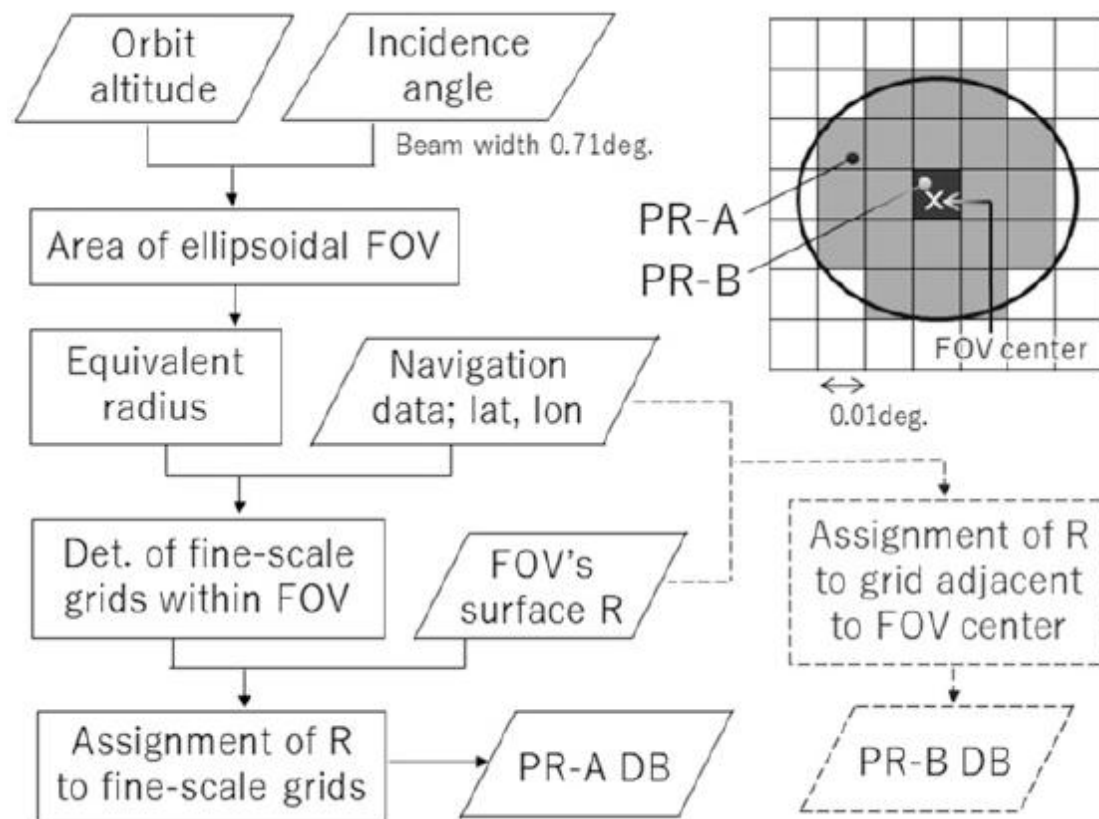 Orbit
altitude
Incidence
angle
Beam width 0.71deg.
Area of ellipsoidal FOV
Equivalent
radius
Navigation
data; lat, lon
Det. of fine-scale
grids within FOV
FOV's
surface R
Assignment of R
to fine-scale grids
PR-A DB
PR-A
PR-B
X
FOV center
0.01deg.
Assignment of R
to grid adjacent
to FOV center
PR-B DB